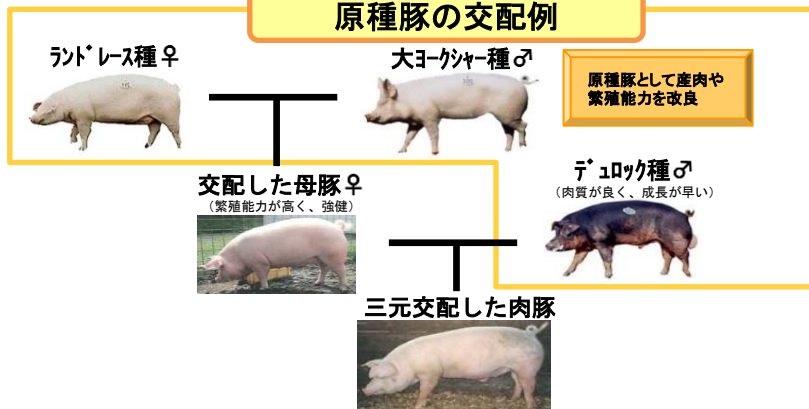 原種豚の交配例
ﾗﾝﾄﾞﾚｰｽ種♀
大ﾖｰｸｼｬｰ種♂
原種豚として産肉や
繁殖能力を改良
交配した母豚♀
（繁殖能力が高く、強健）
ﾃﾞｭﾛｯｸ種♂
（肉質が良く、成長が早い）
三元交配した肉豚